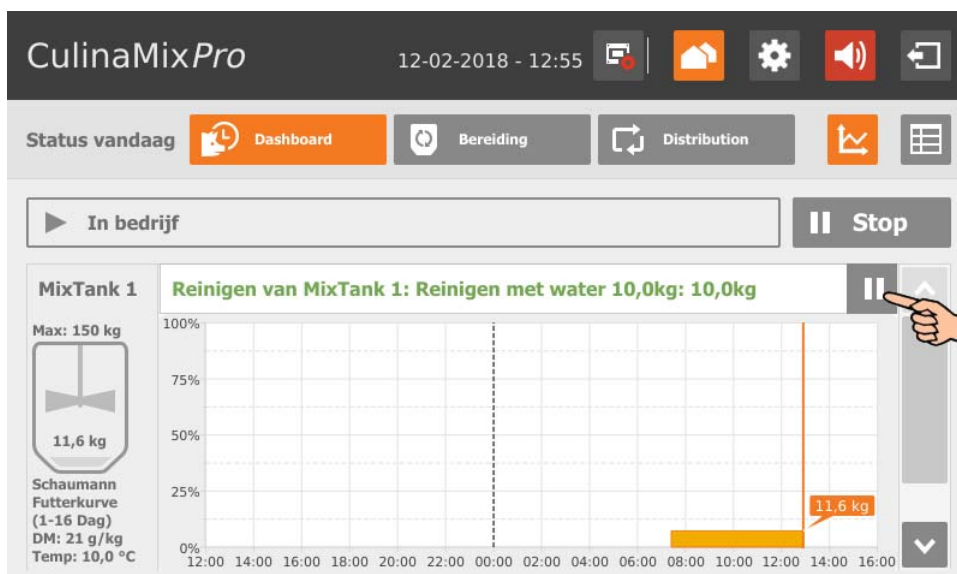 CulinaMixPro
12-02-2018 - 12:55
Status vandaag
Dashboard
Bereiding
Distribution
In bedrijf
Stop
MixTank 1
Reinigen van MixTank 1: Reinigen met water 10,0kg: 10,0kg
Max: 150 kg
11,6 kg
Schaumann
Futterkurve
(1-16 Dag)
DM: 21 g/kg
Temp: 10,0 °C
100%
75%
50%
25%
0%
11,6 kg
12:00 14:00 16:00 18:00 20:00 22:00 00:00 02:00 04:00 06:00 08:00 10:00 12:00 14:00 16:00